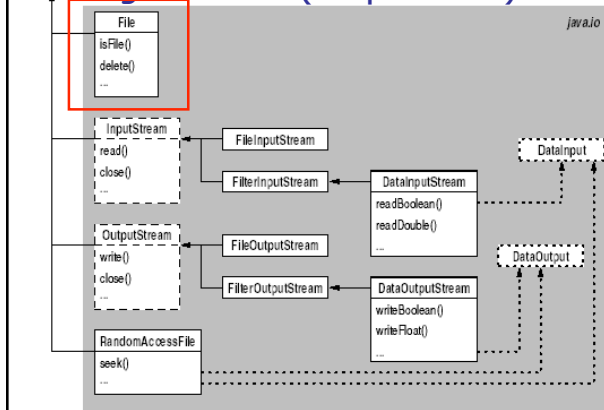 java.io
File
isFile()
delete()
...
InputStream
read()
close()
...
FileInputStream
FilterInputStream
DataInputStream
readBoolean()
readDouble()
...
DataInput
OutputStream
write()
close()
...
FileOutputStream
FilterOutputStream
DataOutputStream
writeBoolean()
writeFloat()
...
DataOutput
RandomAccessFile
seek()
...